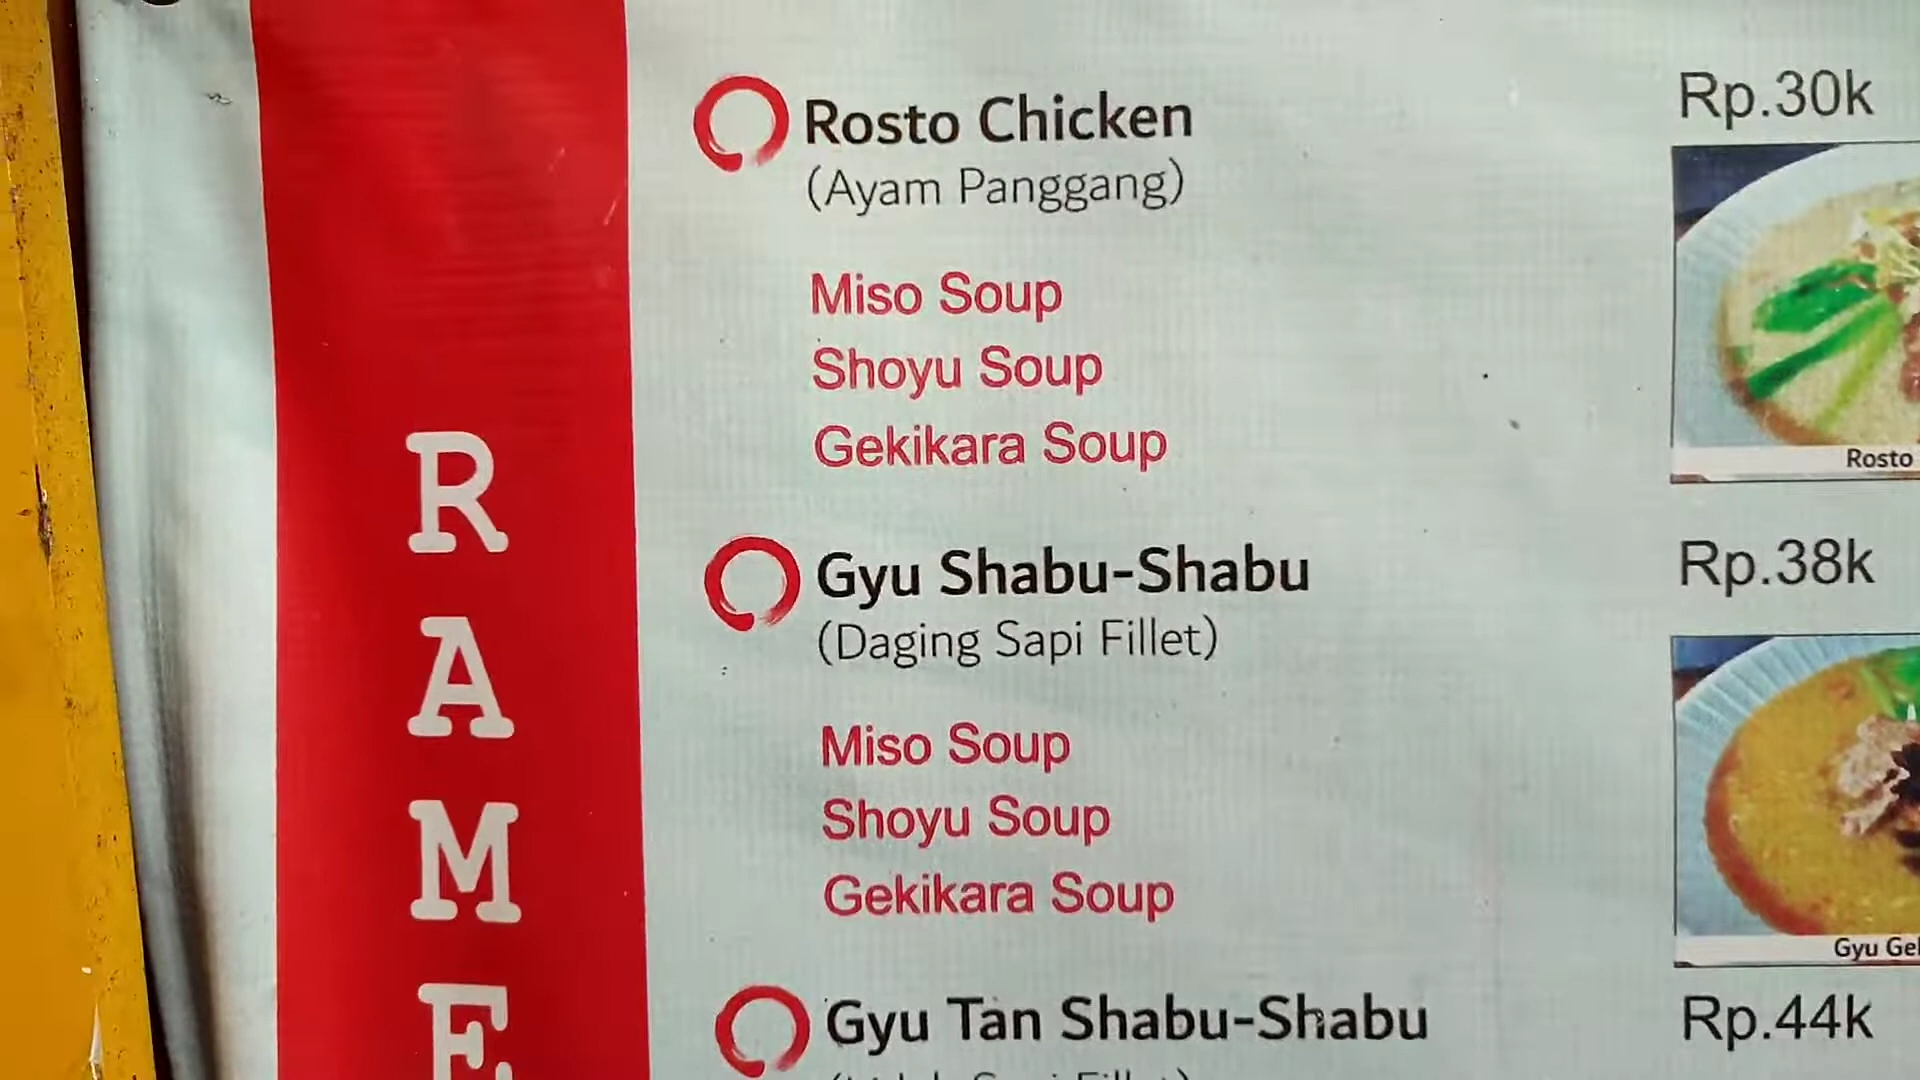 RAME
Rosto Chicken
Rp.30k
(Ayam Panggang)
Miso Soup
Shoyu Soup
Gekikara Soup
Rosto
Gyu Shabu-Shabu
Rp.38k
(Daging Sapi Fillet)
Miso Soup
Shoyu Soup
Gekikara Soup
Gyu
Gyu Tan Shabu-Shabu
Rp.44k